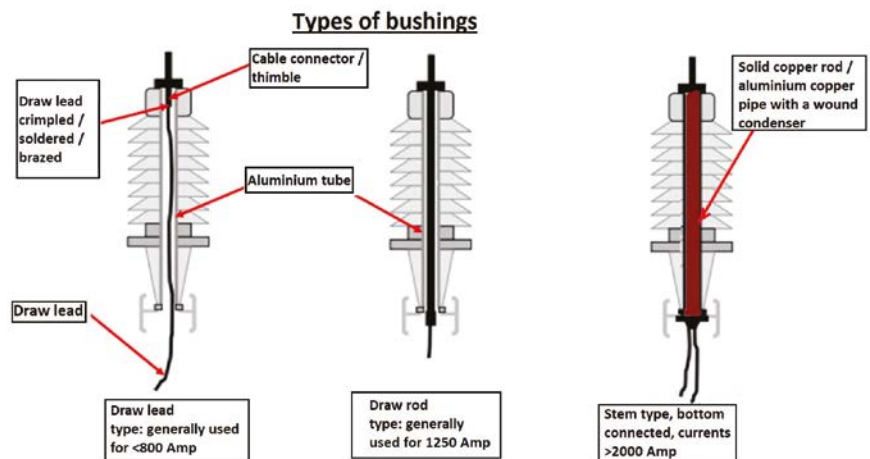 Types of bushings
Cable connector /
thimble
Draw lead
crimpled /
soldered /
brazed
Solid copper rod /
aluminium copper
pipe with a wound
condenser
Aluminium tube
Draw lead
Draw lead
type: generally used
for <800 Amp
Draw rod
type: generally
used for 1250 Amp
Stem type, bottom
connected, currents
>2000 Amp